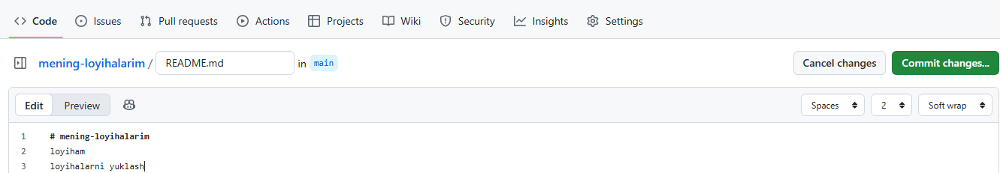 Code Issues Pull requests Actions Projects Wiki Security Insights Settings
mening-loyihalarim / README.md in main Cancel changes Commit changes...
Edit Preview Spaces 2 Soft wrap
1 # mening-loyihalarim
2 loyiham
3 loyihalarni yuklash